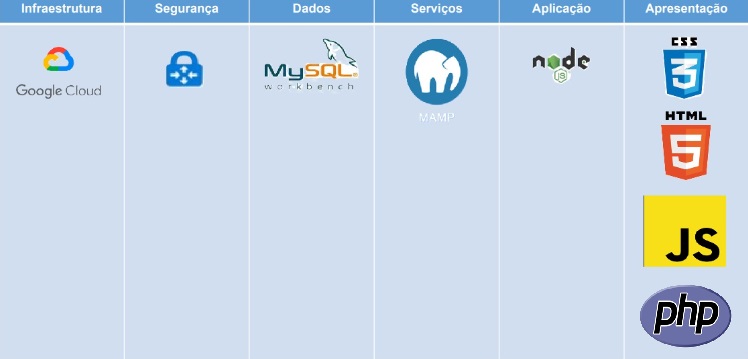 Infraestrutura
Segurança
Dados
Serviços
Aplicação
Apresentação
Google Cloud
MySQL
workbench
MAMP
node
JS
CSS
3
HTML
5
JS
php